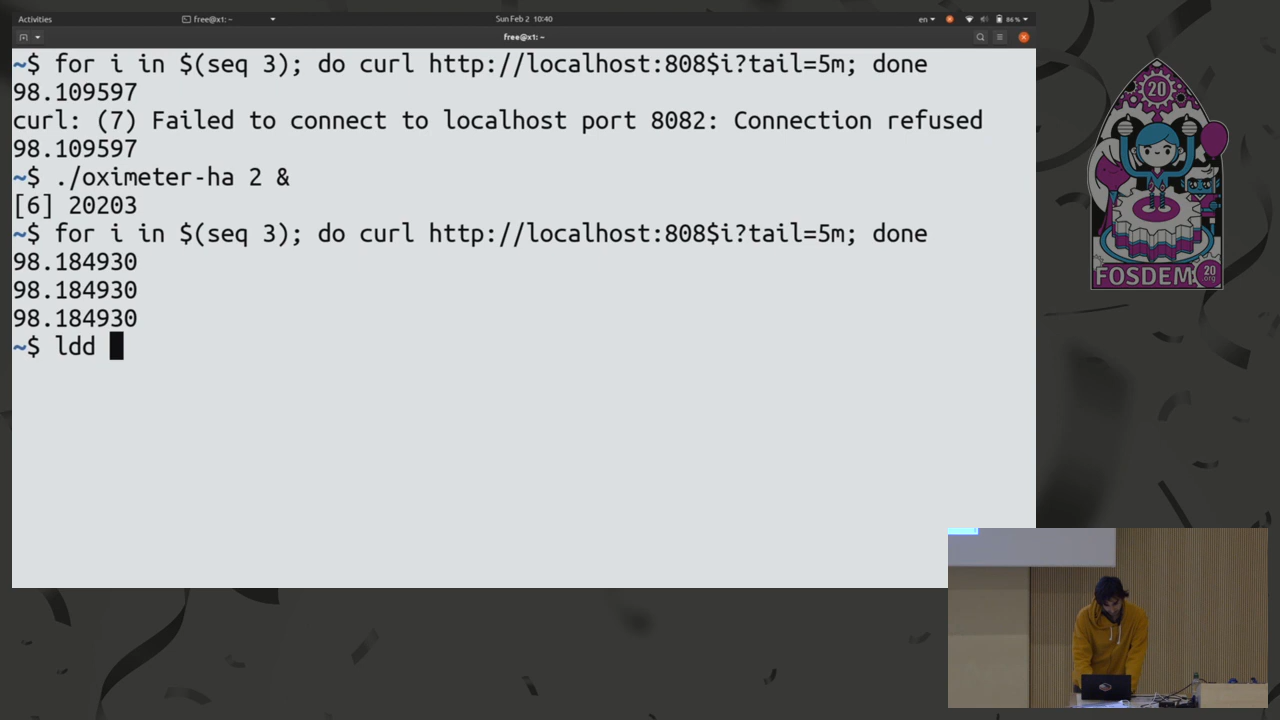 Activities
free@x1: ~
Sun Feb 2 10:40
en
86 %
free@x1: ~
~$ for i in $(seq 3); do curl http://localhost:808$i?tail=5m; done
98.109597
curl: (7) Failed to connect to localhost port 8082: Connection refused
98.109597
~$ ./oximeter-ha 2 &
[6] 20203
~$ for i in $(seq 3); do curl http://localhost:808$i?tail=5m; done
98.184930
98.184930
98.184930
~$ ldd
20
FOSDEM
20
.org